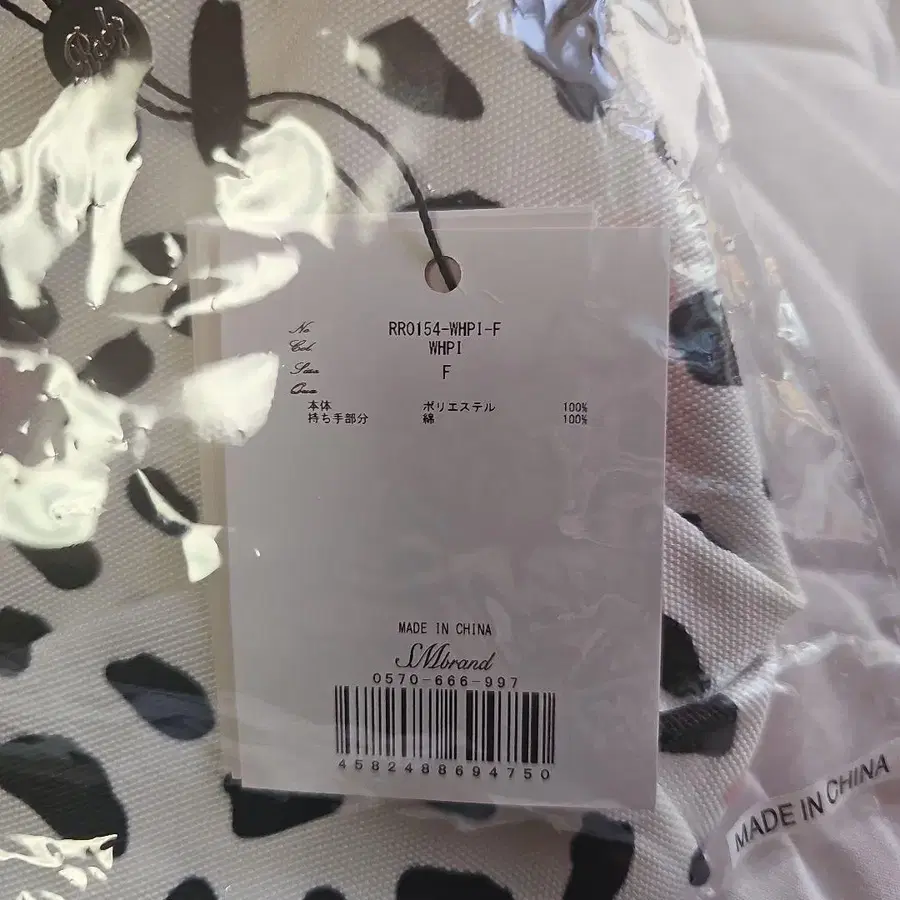 Rady
No RR0154-WHPI-F
Col. WHPI
Size F
Qua
本体 ポリエステル 100%
持ち手部分 綿 100%
MADE IN CHINA
SMbrand
0570-666-997
4582488694750
MADE IN CHINA